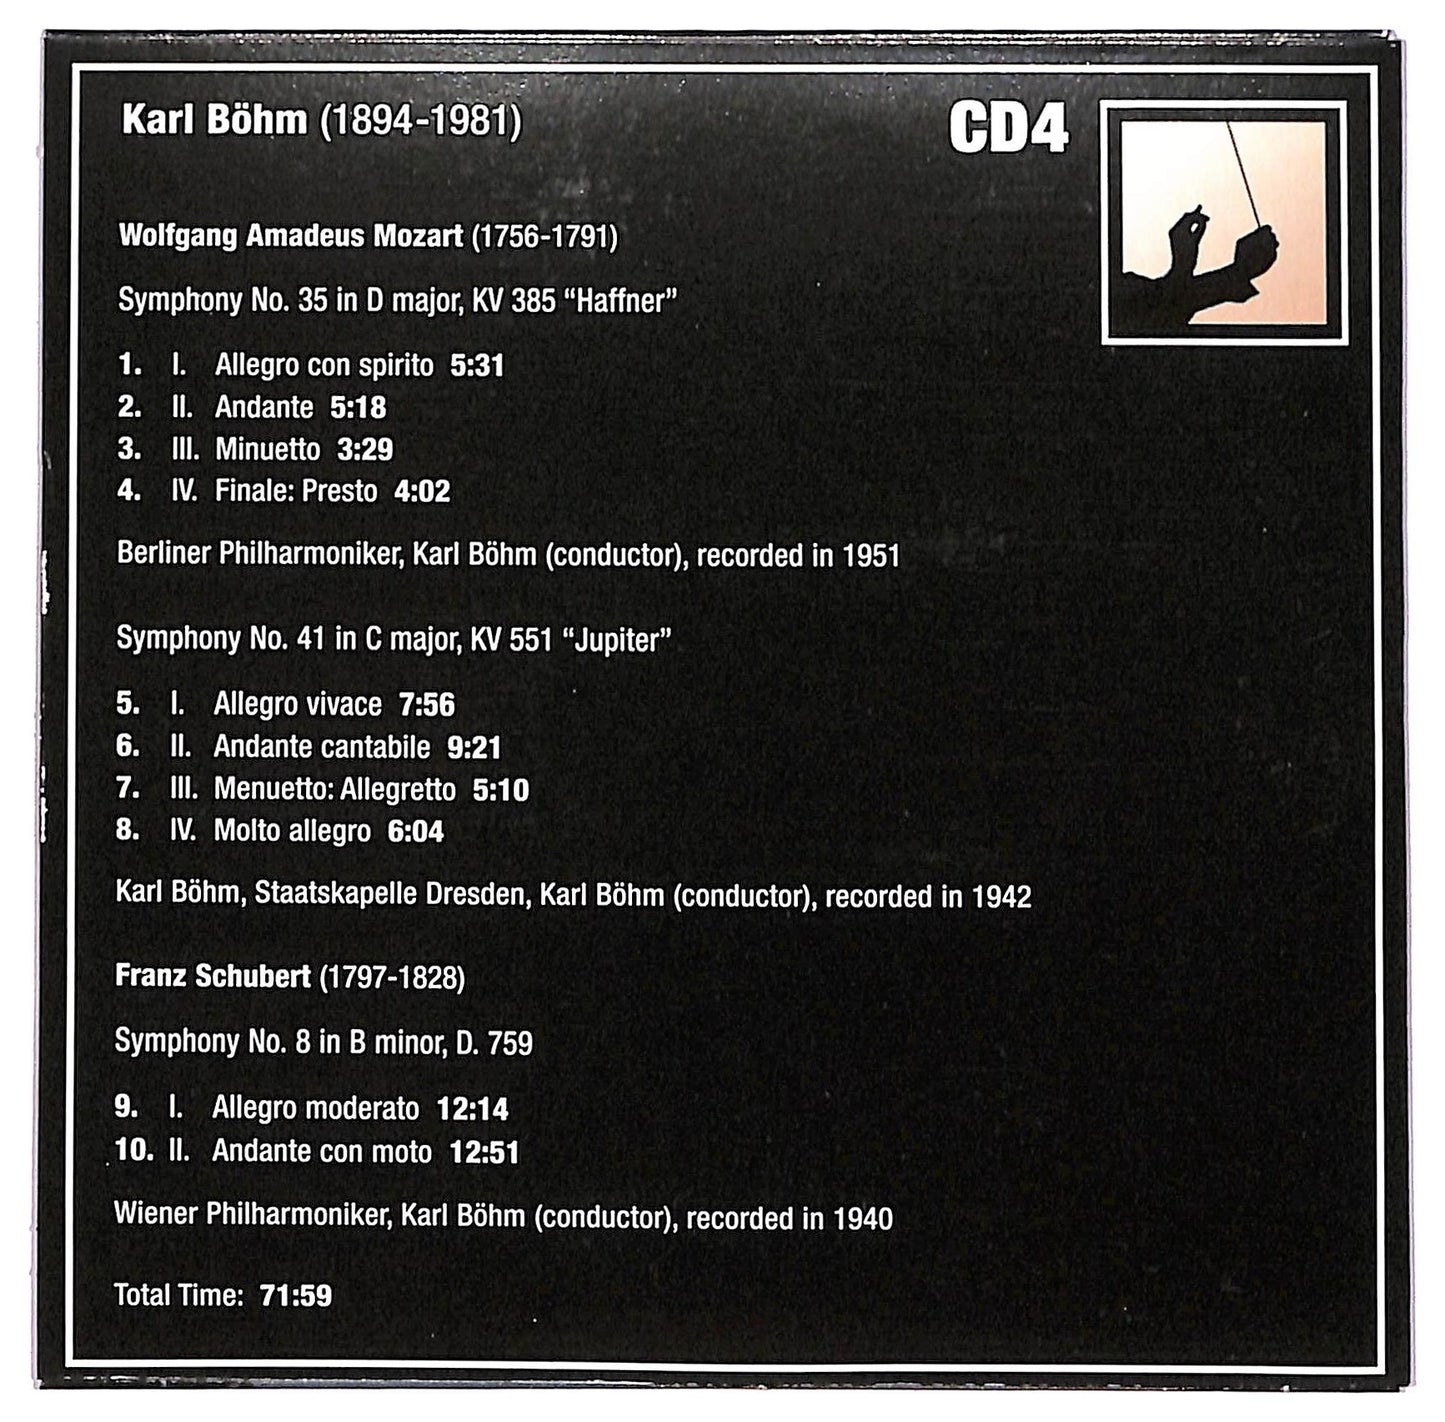 Karl Böhm (1894-1981)
CD4
Wolfgang Amadeus Mozart (1756-1791)
Symphony No. 35 in D major, KV 385 “Haffner”
1. I. Allegro con spirito 5:31
2. II. Andante 5:18
3. III. Minuetto 3:29
4. IV. Finale: Presto 4:02
Berliner Philharmoniker, Karl Böhm (conductor), recorded in 1951
Symphony No. 41 in C major, KV 551 “Jupiter”
5. I. Allegro vivace 7:56
6. II. Andante cantabile 9:21
7. III. Menuetto: Allegretto 5:10
8. IV. Molto allegro 6:04
Karl Böhm, Staatskapelle Dresden, Karl Böhm (conductor), recorded in 1942
Franz Schubert (1797-1828)
Symphony No. 8 in B minor, D. 759
9. I. Allegro moderato 12:14
10. II. Andante con moto 12:51
Wiener Philharmoniker, Karl Böhm (conductor), recorded in 1940
Total Time: 71:59